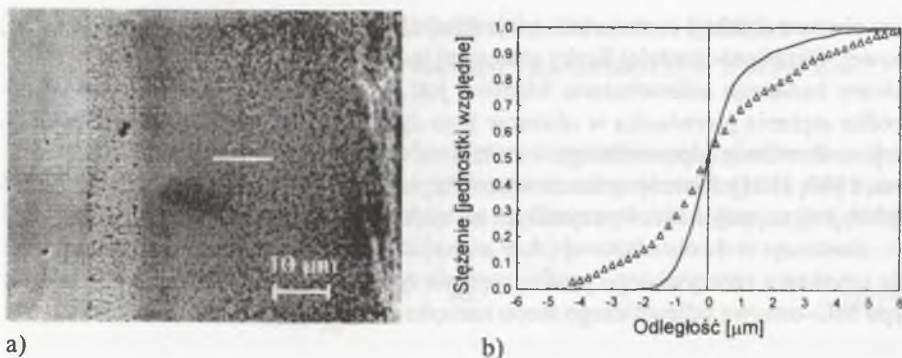 10 μm
a)
Stężenie [jednostki względne]
1.0
0.9
0.8
0.7
0.6
0.5
0.4
0.3
0.2
0.1
0.0
-6 -5 -4 -3 -2 -1 0 1 2 3 4 5 6
Odległość [μm]
b)